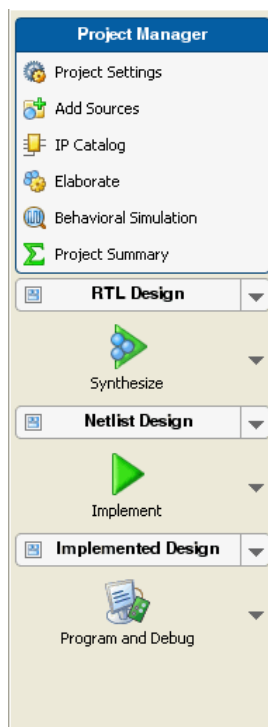 Project Manager
Project Settings
Add Sources
IP Catalog
Elaborate
Behavioral Simulation
Project Summary
RTL Design
Synthesize
Netlist Design
Implement
Implemented Design
Program and Debug